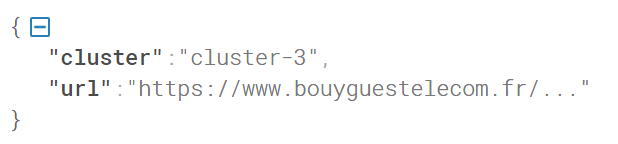 {
"cluster":"cluster-3",
"url":"https://www.bouyguestelecom.fr/..."
}